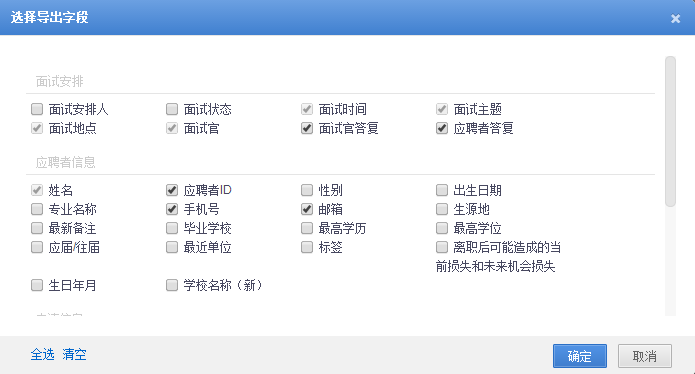 选择导出字段
面试安排
面试安排人 面试状态 面试时间 面试主题
面试地点 面试官 面试官答复 应聘者答复
应聘者信息
姓名 应聘者ID 性别 出生日期
专业名称 手机号 邮箱 生源地
最新备注 毕业学校 最高学历 最高学位
应届/往届 最近单位 标签 离职后可能造成的当
前损失和未来机会损失
生日年月 学校名称（新）
全选 清空 确定 取消